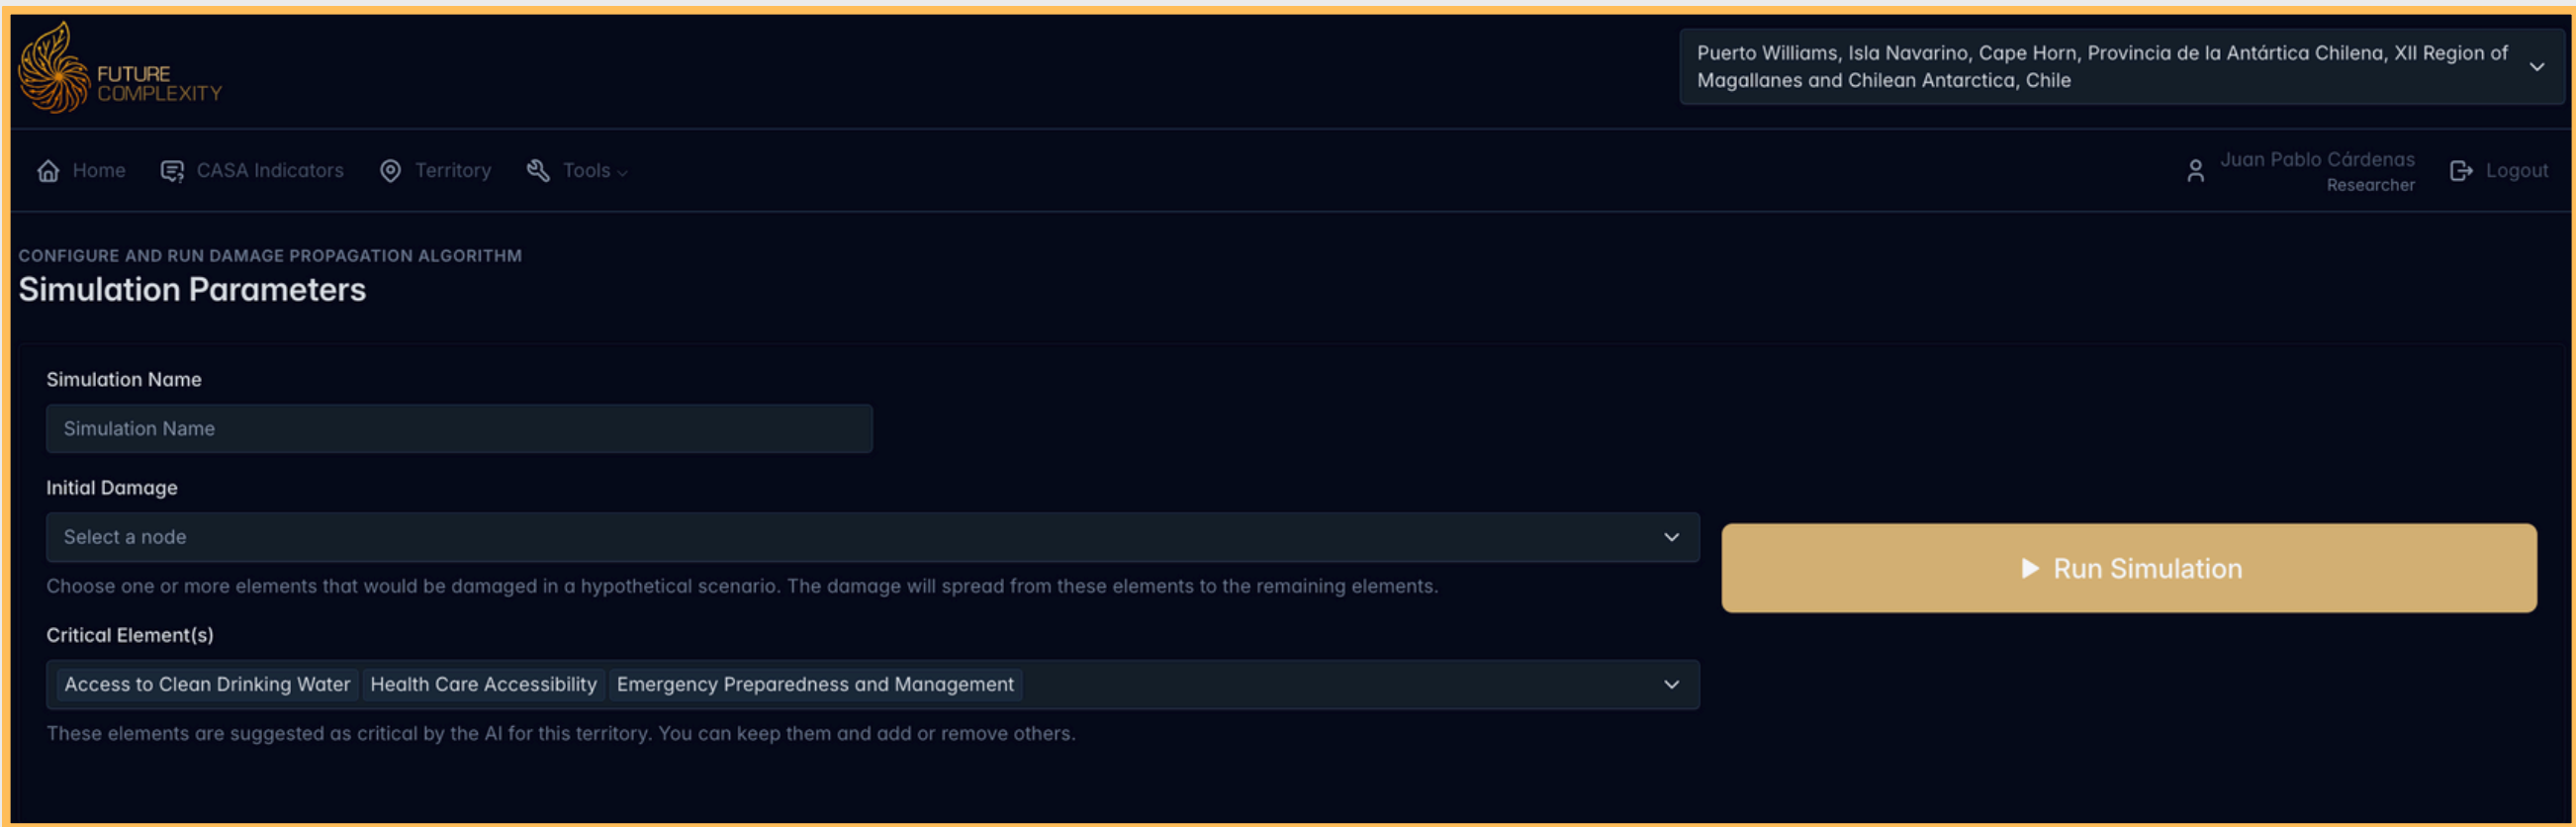 FUTURE
COMPLEXITY
Puerto Williams, Isla Navarino, Cape Horn, Provincia de la Antártica Chilena, XII Region of
Magallanes and Chilean Antarctica, Chile
Home CASA Indicators Territory Tools
Juan Pablo Cárdenas
Researcher
Logout
CONFIGURE AND RUN DAMAGE PROPAGATION ALGORITHM
Simulation Parameters
Simulation Name
Simulation Name
Initial Damage
Select a node
Choose one or more elements that would be damaged in a hypothetical scenario. The damage will spread from these elements to the remaining elements.
Run Simulation
Critical Element(s)
Access to Clean Drinking Water Health Care Accessibility Emergency Preparedness and Management
These elements are suggested as critical by the AI for this territory. You can keep them and add or remove others.